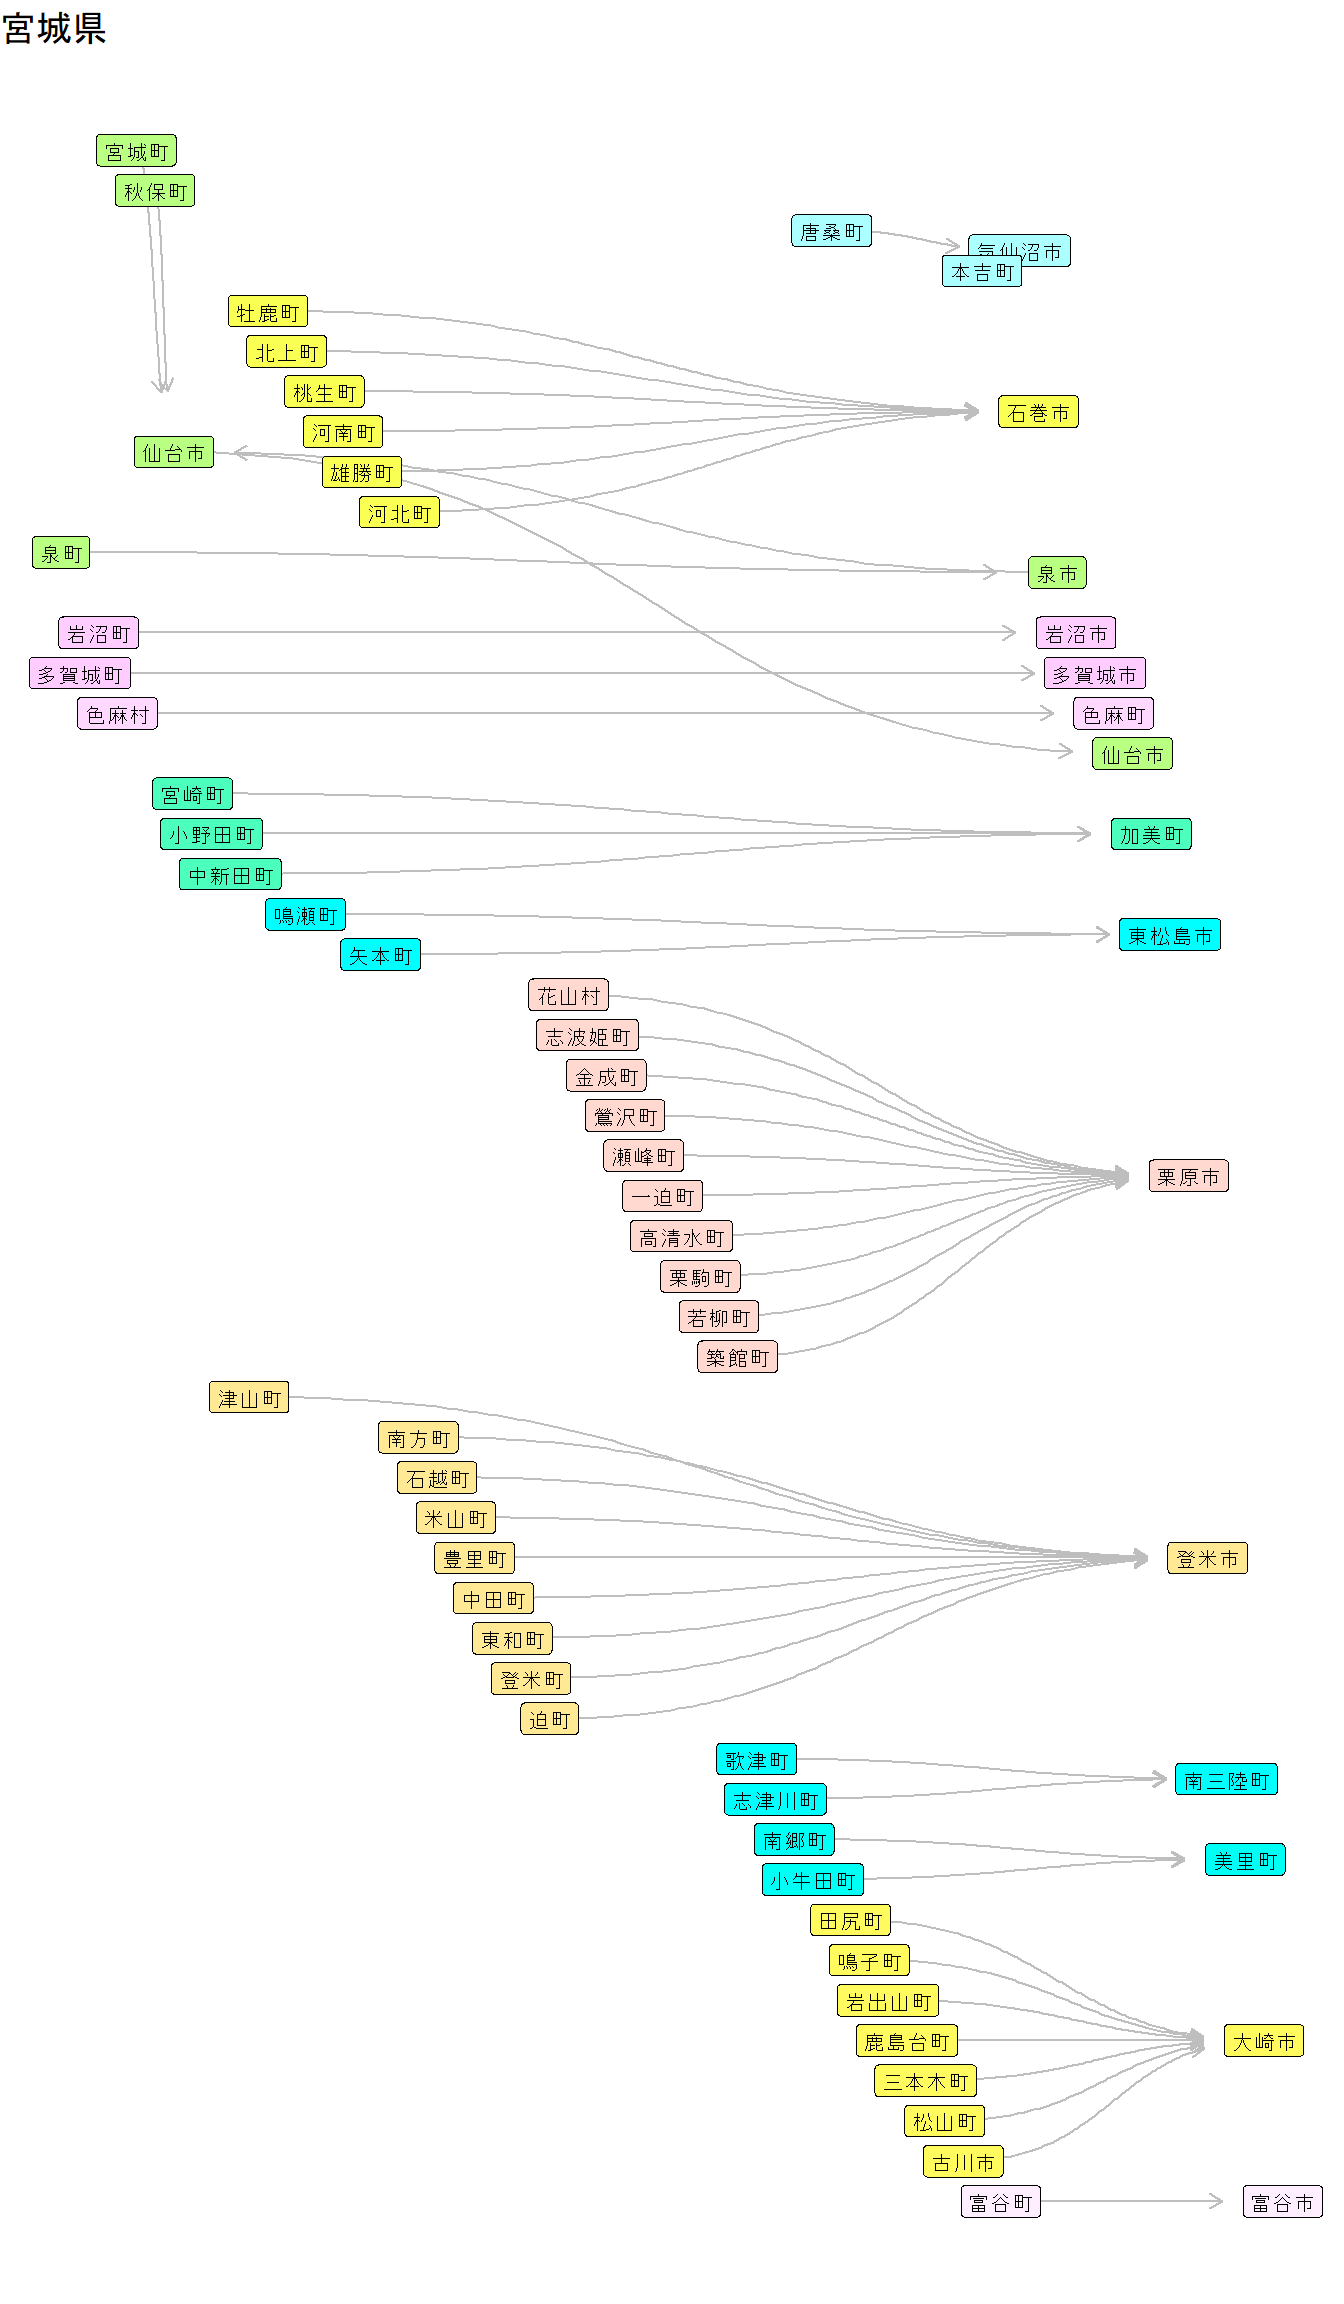 宮城県
宮城町
秋保町
唐桑町
気仙沼市
本吉町
牡鹿町
北上町
桃生町
石巻市
河南町
仙台市
雄勝町
河北町
泉町
泉市
岩沼町
岩沼市
多賀城町
多賀城市
色麻村
色麻町
仙台市
宮崎町
小野田町
加美町
中新田町
鳴瀬町
東松島市
矢本町
花山村
志波姫町
金成町
鶯沢町
瀬峰町
栗原市
一迫町
高清水町
栗駒町
若柳町
築館町
津山町
南方町
石越町
米山町
豊里町
登米市
中田町
東和町
登米町
迫町
歌津町
南三陸町
志津川町
南郷町
美里町
小牛田町
田尻町
鳴子町
岩出山町
鹿島台町
大崎市
三本木町
松山町
古川市
富谷町
富谷市